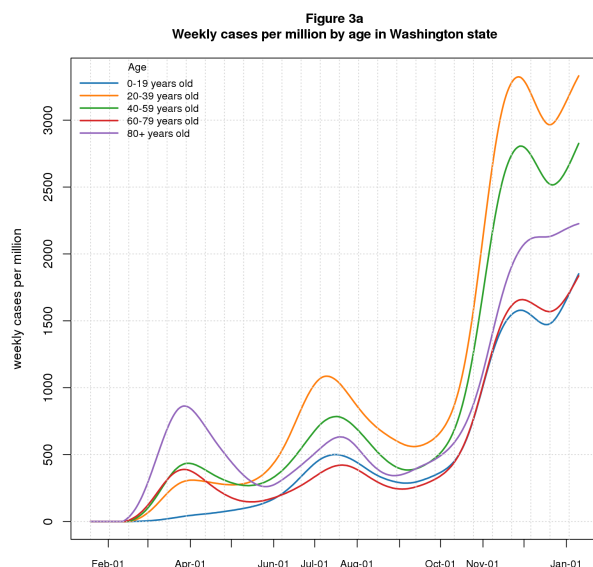 Figure 3a
Weekly cases per million by age in Washington state
Age
0-19 years old
20-39 years old
40-59 years old
60-79 years old
80+ years old
weekly cases per million
3000
2500
2000
1500
1000
500
0
Feb-01 Apr-01 Jun-01 Jul-01 Aug-01 Oct-01 Nov-01 Jan-01